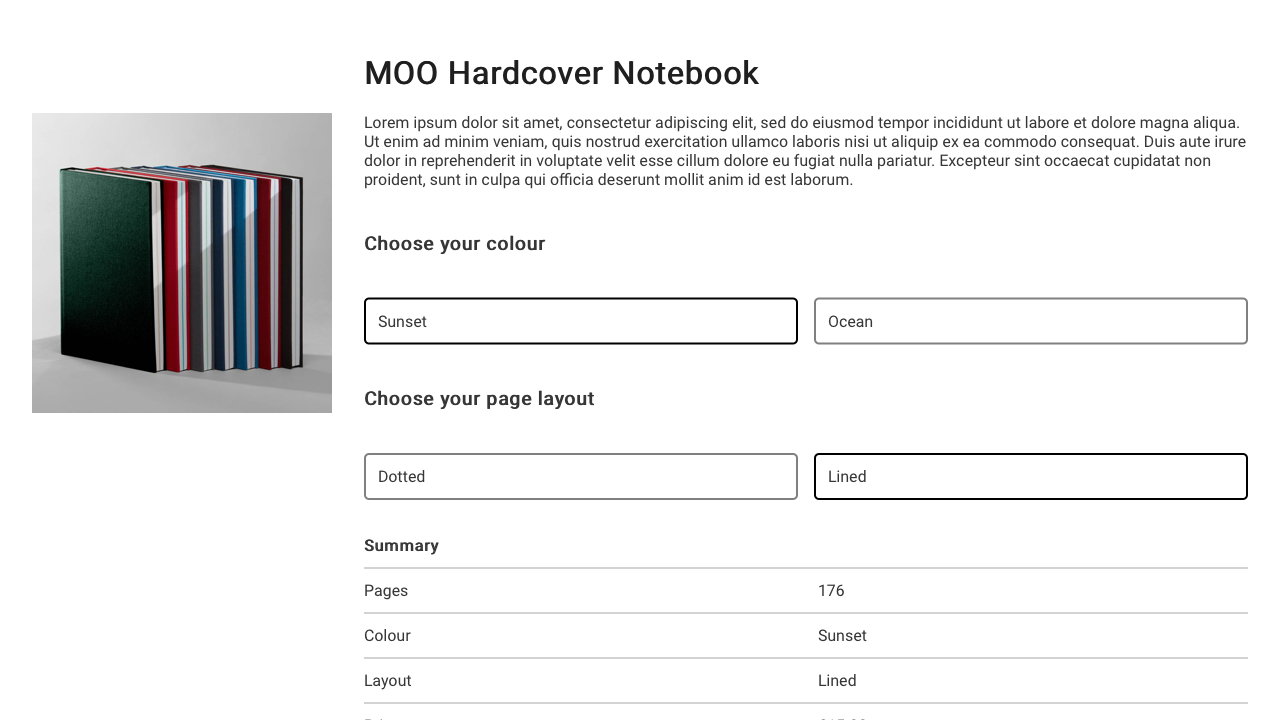 MOO Hardcover Notebook
Lorem ipsum dolor sit amet, consectetur adipiscing elit, sed do eiusmod tempor incididunt ut labore et dolore magna aliqua.
Ut enim ad minim veniam, quis nostrud exercitation ullamco laboris nisi ut aliquip ex ea commodo consequat. Duis aute irure
dolor in reprehenderit in voluptate velit esse cillum dolore eu fugiat nulla pariatur. Excepteur sint occaecat cupidatat non
proident, sunt in culpa qui officia deserunt mollit anim id est laborum.
Choose your colour
Sunset
Ocean
Choose your page layout
Dotted
Lined
Summary
Pages 176
Colour Sunset
Layout Lined